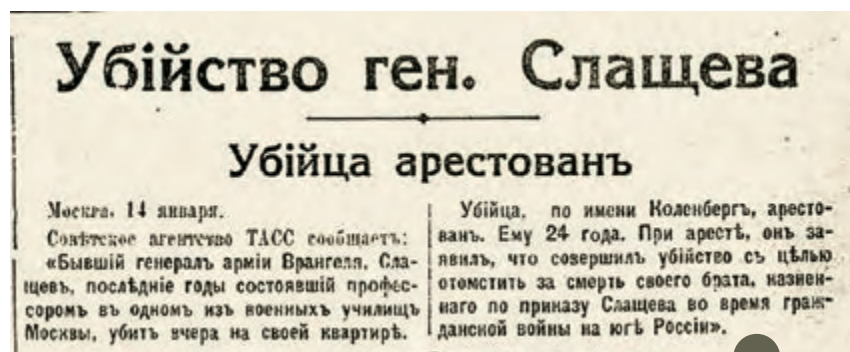 Убійство ген. Слащева
Убійца арестованъ
Москва, 14 января.
Совѣтское агентство ТАСС сообщаетъ:
«Бывшій генералъ арміи Врангеля, Сла-
щевъ, послѣдніе годы состоявшій профес-
соромъ въ одномъ изъ военныхъ училищъ
Москвы, убитъ вчера на своей квартирѣ.
Убійца, по имени Коленбергъ, аресто-
ванъ. Ему 24 года. При арестѣ, онъ за-
явилъ, что совершилъ убійство съ цѣлью
отомстить за смерть своего брата, казнен-
наго по приказу Слащева во время граж-
данской войны на югѣ Россіи».